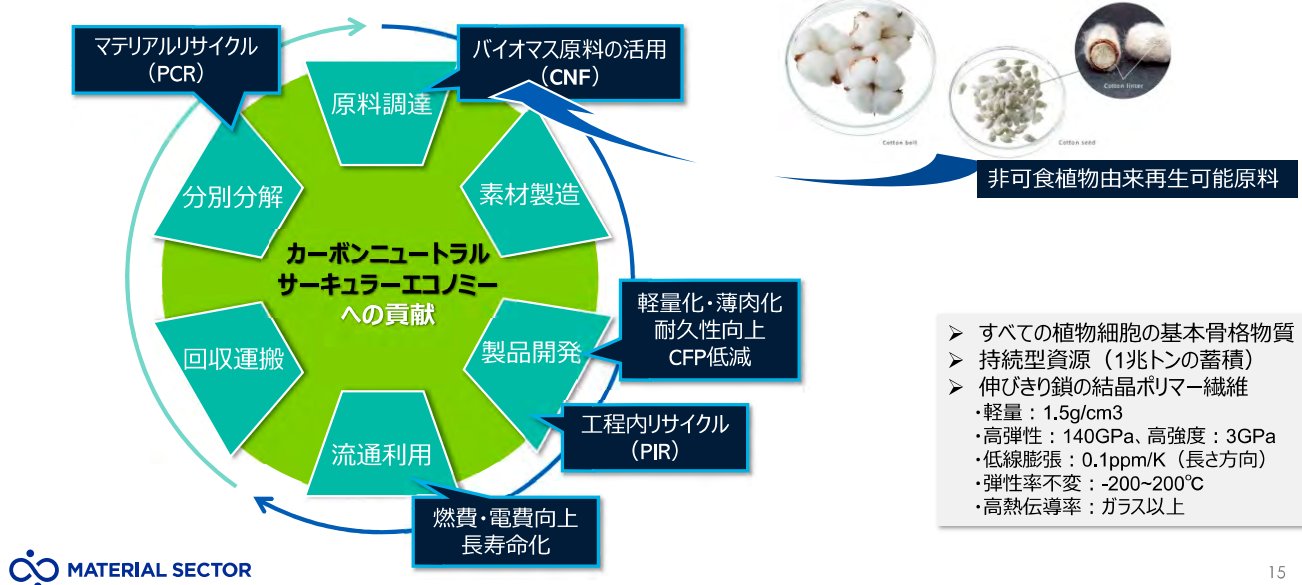 マテリアルリサイクル
（PCR）
バイオマス原料の活用
（CNF）
原料調達
分別分解
素材製造
カーボンニュートラル
サーキュラーエコノミー
への貢献
回収運搬
製品開発
流通利用
軽量化・薄肉化
耐久性向上
CFP低減
工程内リサイクル
（PIR）
燃費・電費向上
長寿命化
Cotton boll
Cotton seed
Cotton linter
非可食植物由来再生可能原料
➢ すべての植物細胞の基本骨格物質
➢ 持続型資源（1兆トンの蓄積）
➢ 伸びきり鎖の結晶ポリマー繊維
・軽量：1.5g/cm3
・高弾性：140GPa、高強度：3GPa
・低線膨張：0.1ppm/K（長さ方向）
・弾性率不変：-200~200℃
・高熱伝導率：ガラス以上
MATERIAL SECTOR
15